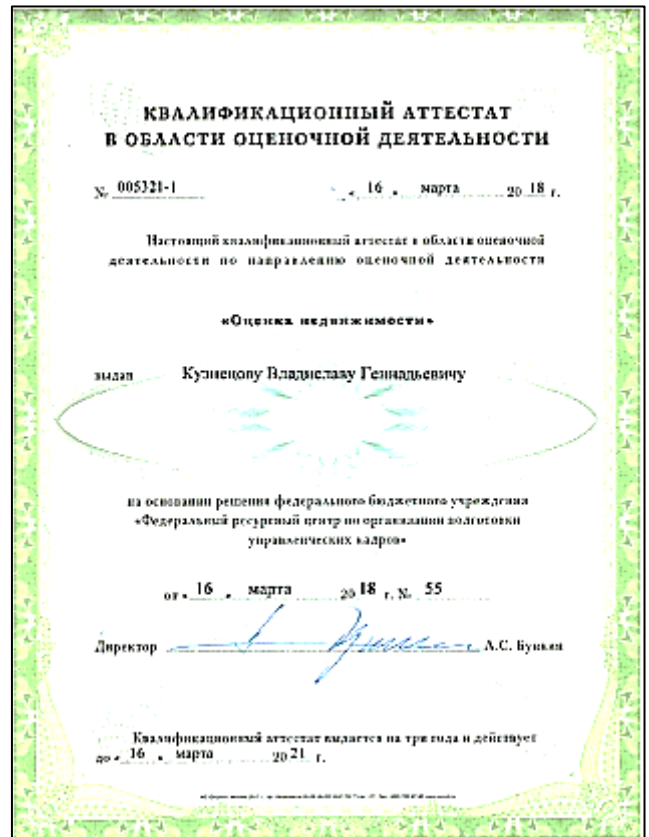 КВАЛИФИКАЦИОННЫЙ АТТЕСТАТ
В ОБЛАСТИ ОЦЕНОЧНОЙ ДЕЯТЕЛЬНОСТИ
№ 005321-1 « 16 » марта 20 18 г.
Настоящий квалификационный аттестат в области оценочной
деятельности по направлению оценочной деятельности
«Оценка недвижимости»
выдан Кузнецову Владиславу Геннадьевичу
на основании решения федерального бюджетного учреждения
«Федеральный ресурсный центр по организации подготовки
управленческих кадров»
от « 16 » марта 20 18 г. № 55
Директор А.С. Бункин
Квалификационный аттестат выдается на три года и действует
до « 16 » марта 20 21 г.